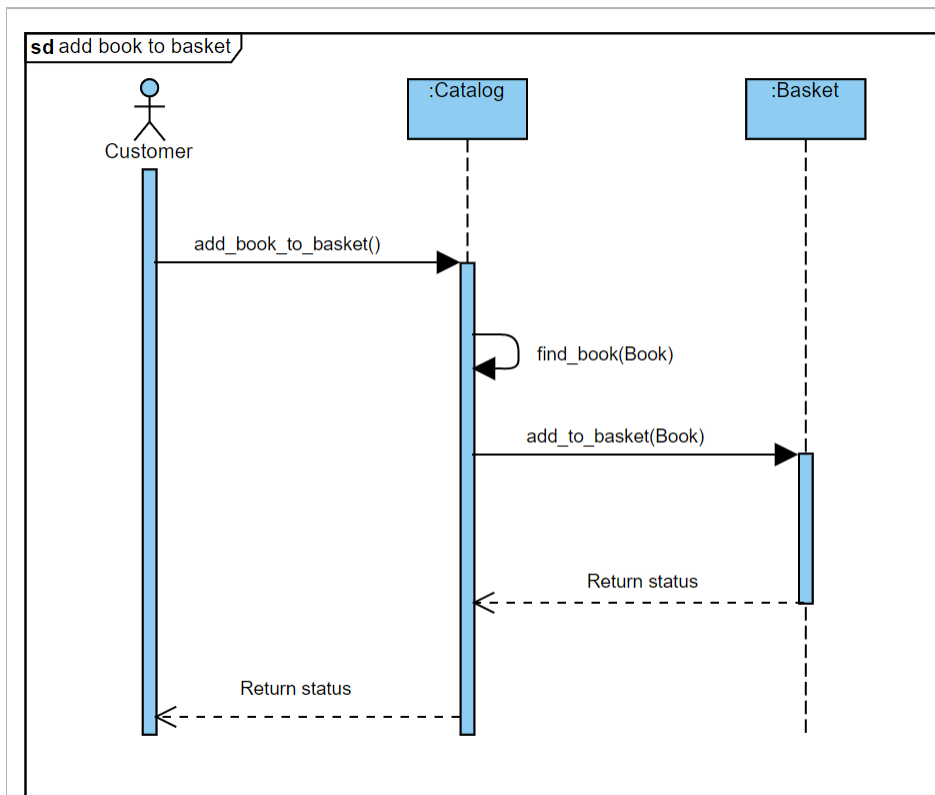 sd add book to basket
:Catalog
:Basket
Customer
add_book_to_basket()
find_book(Book)
add_to_basket(Book)
Return status
Return status